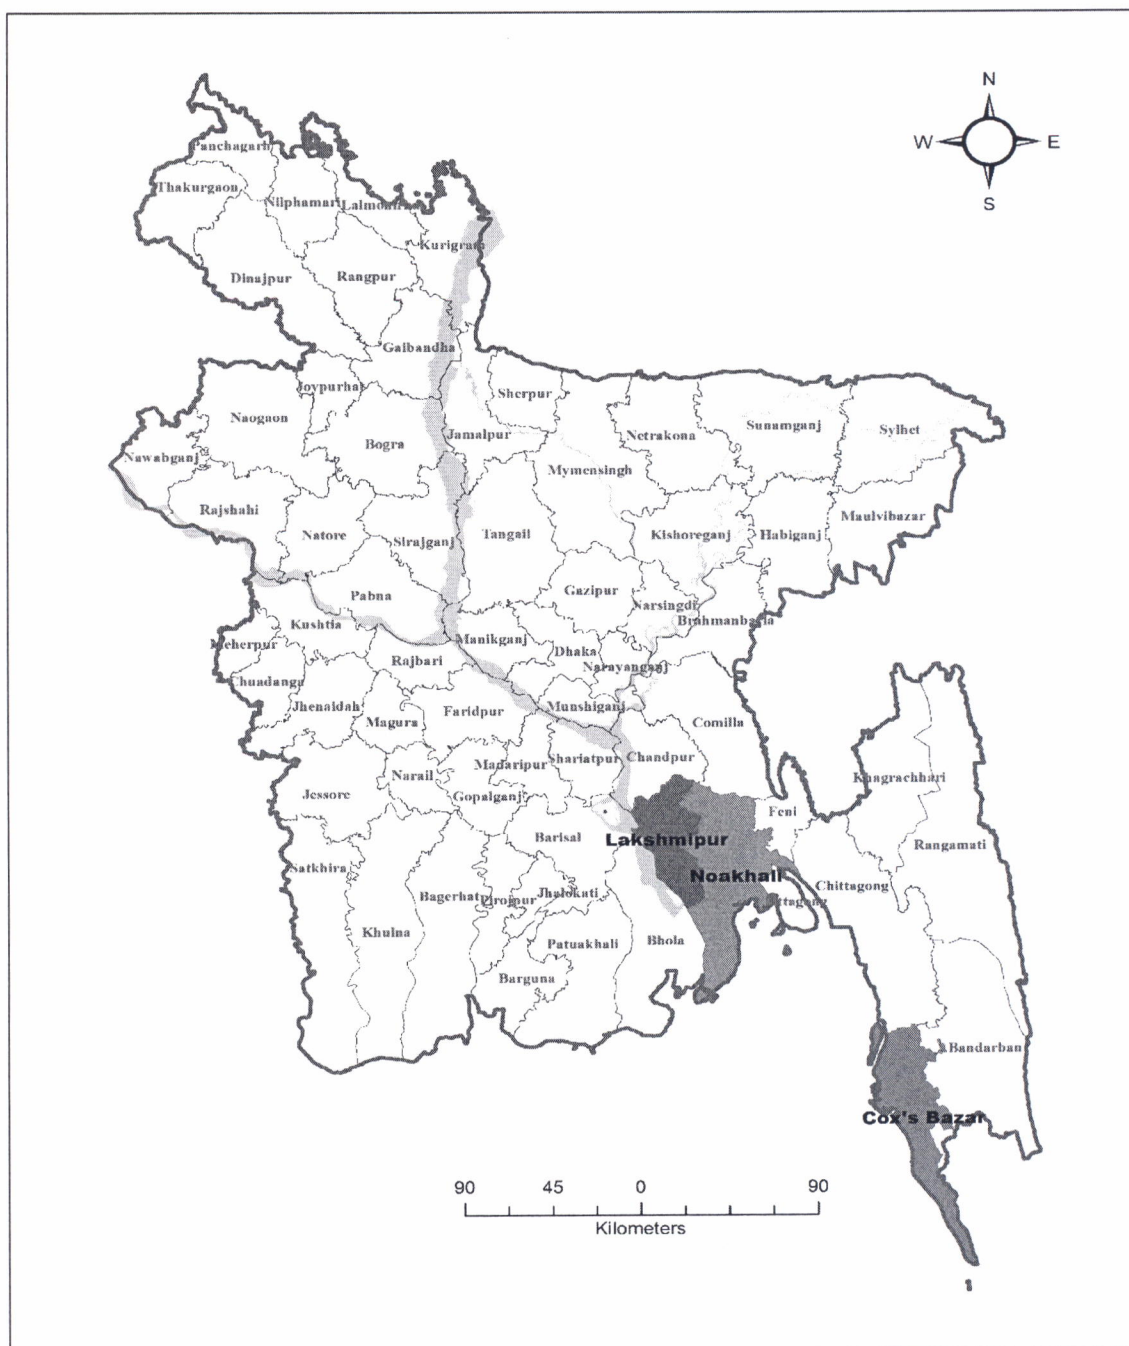 N
W E
S
Panchagarh
Thakurgaon
Nilphamari
Kurigram
Dinajpur
Rangpur
Gaibandha
Joypurhat
Sherpur
Naogaon
Bogra
Jamalpur
Netrakona
Sunamganj
Sylhet
Nawabganj
Mymensingh
Rajshahi
Natore
Sirajganj
Tangail
Kishoreganj
Habiganj
Maulvibazar
Pabna
Gazipur
Narsingdi
Brahmanbaria
Kushtia
Meherpur
Rajbari
Manikganj
Dhaka
Narayanganj
Chuadanga
Jhenaidah
Magura
Faridpur
Munshiganj
Comilla
Shariatpur
Chandpur
Madaripur
Narail
Jessore
Gopalganj
Khagrachhari
Feni
Barisal
Lakshmipur
Rangamati
Satkhira
Noakhali
Chittagong
Bagerhat
Pirojpur
Jhalokati
Khulna
Patuakhali
Bhola
Barguna
Bandarban
Cox's Bazar
90 45 0 90
Kilometers